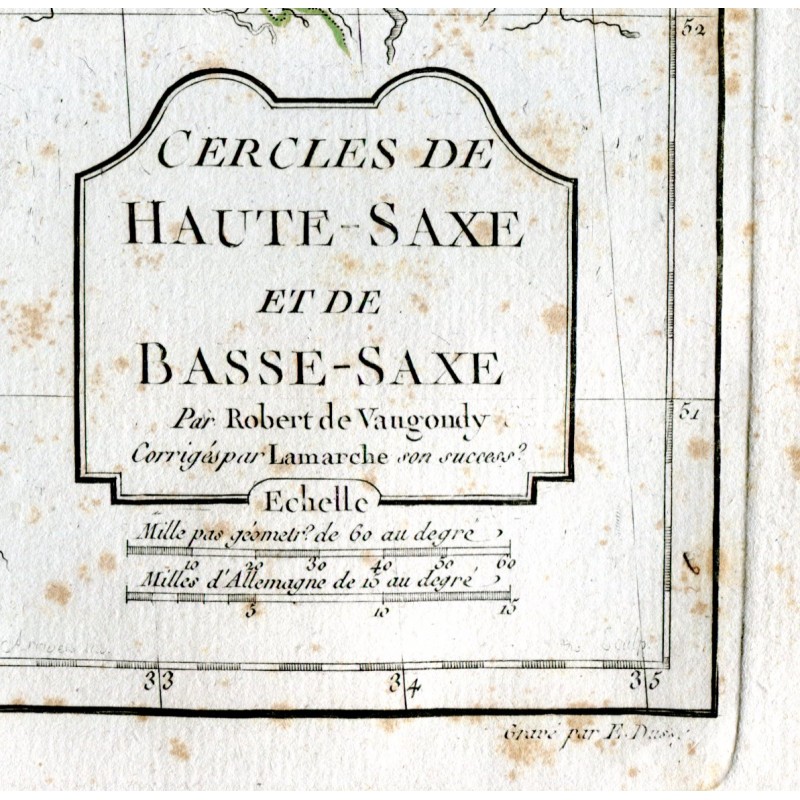 52
CERCLES DE
HAUTE-SAXE
ET DE
BASSE-SAXE
Par Robert de Vaugondy
Corrigés par Lamarche son success.r
51
Echelle
Mille pas géometr.s de 60 au degré
10 20 30 40 50 60
Milles d'Allemagne de 15 au degré
5 10 15
33 34 35
Gravé par E. Dussy